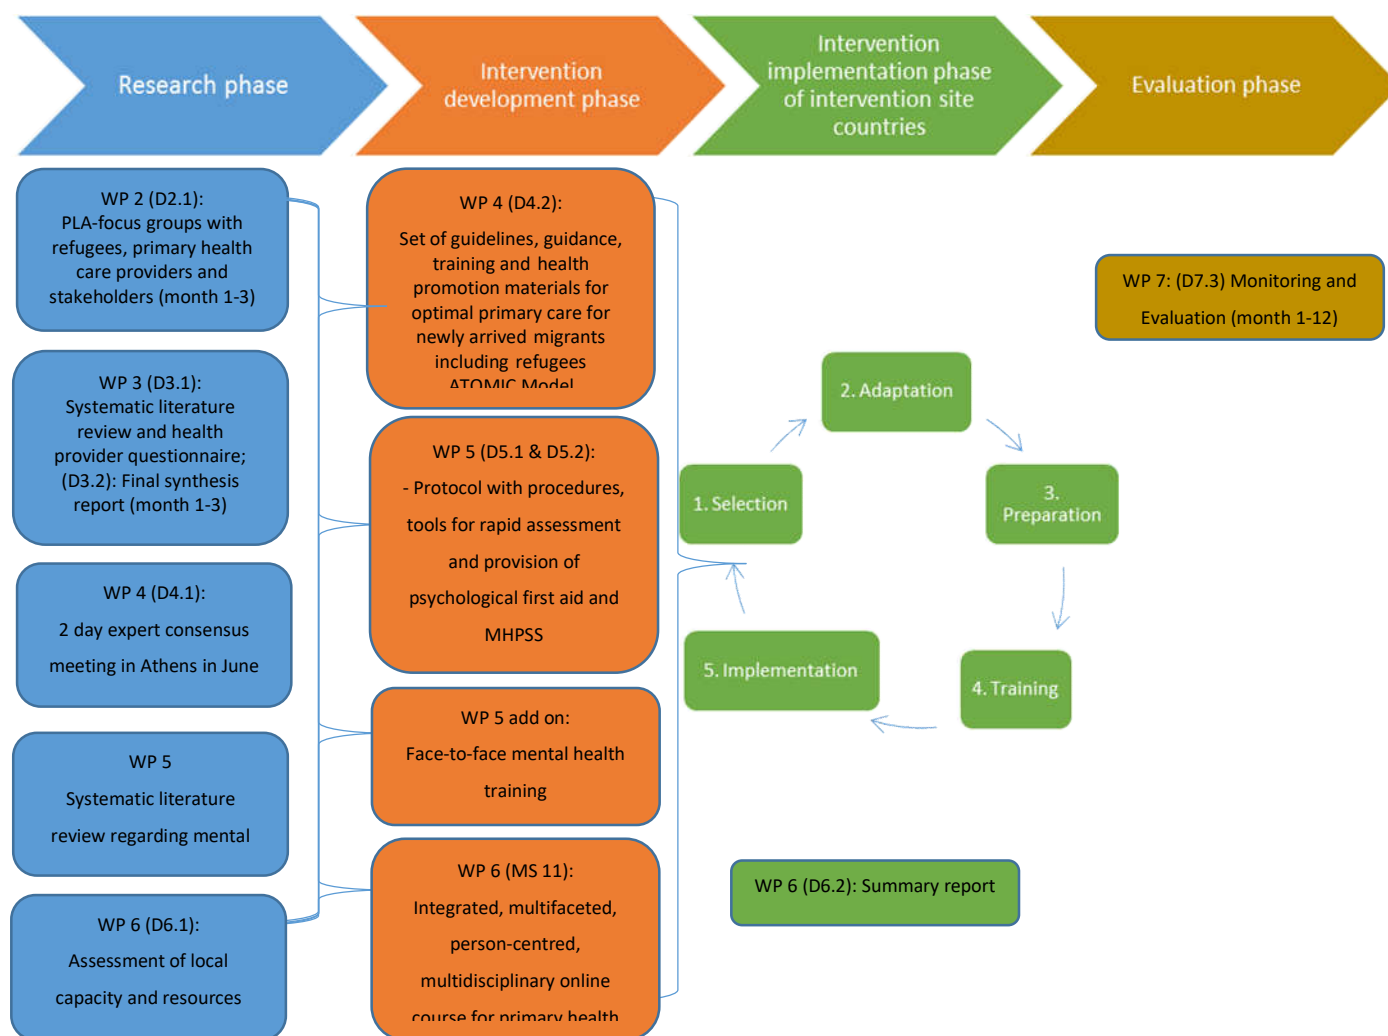 Research phase
Intervention
development phase
Intervention
implementation phase
of intervention site
countries
Evaluation phase
WP 2 (D2.1):
PLA-focus groups with
refugees, primary health
care providers and
stakeholders (month 1-3)
WP 3 (D3.1):
Systematic literature
review and health
provider questionnaire;
(D3.2): Final synthesis
report (month 1-3)
WP 4 (D4.1):
2 day expert consensus
meeting in Athens in June
WP 5
Systematic literature
review regarding mental
WP 6 (D6.1):
Assessment of local
capacity and resources
WP 4 (D4.2):
Set of guidelines, guidance,
training and health
promotion materials for
optimal primary care for
newly arrived migrants
including refugees
ATOMIC Model
WP 5 (D5.1 & D5.2):
- Protocol with procedures,
tools for rapid assessment
and provision of
psychological first aid and
MHPSS
WP 5 add on:
Face-to-face mental health
training
WP 6 (MS 11):
Integrated, multifaceted,
person-centred,
multidisciplinary online
course for primary health
1. Selection
2. Adaptation
3.
Preparation
4. Training
5. Implementation
WP 6 (D6.2): Summary report
WP 7: (D7.3) Monitoring and
Evaluation (month 1-12)